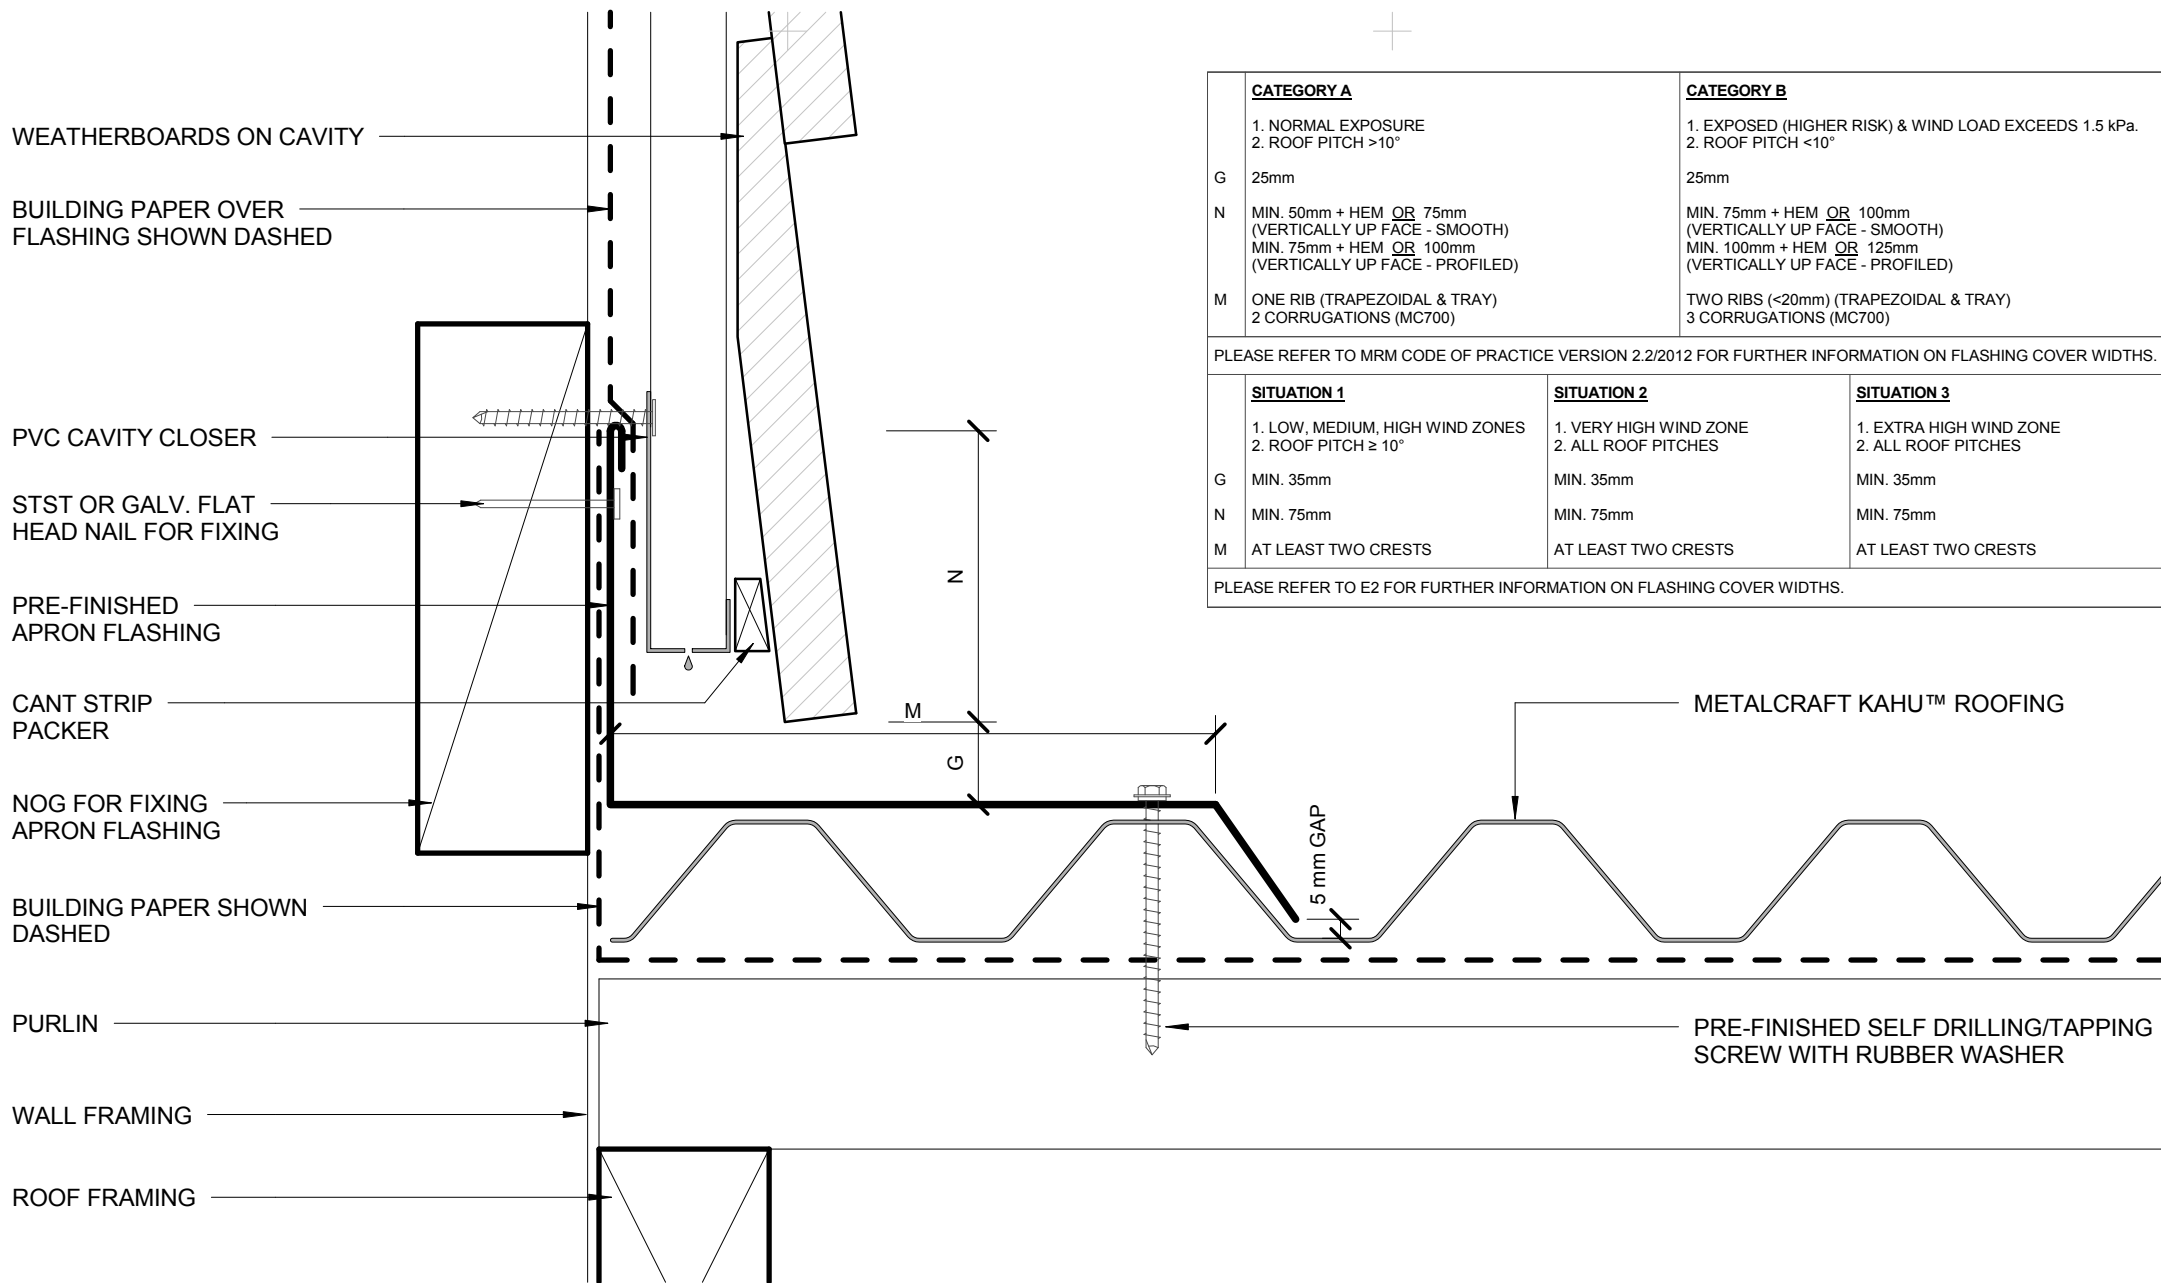 WEATHERBOARDS ON CAVITY
BUILDING PAPER OVER
FLASHING SHOWN DASHED
PVC CAVITY CLOSER
STST OR GALV. FLAT
HEAD NAIL FOR FIXING
PRE-FINISHED
APRON FLASHING
CANT STRIP
PACKER
NOG FOR FIXING
APRON FLASHING
BUILDING PAPER SHOWN
DASHED
PURLIN
WALL FRAMING
ROOF FRAMING
N
M
G
5 mm GAP
CATEGORY A
1. NORMAL EXPOSURE
2. ROOF PITCH >10°
CATEGORY B
1. EXPOSED (HIGHER RISK) & WIND LOAD EXCEEDS 1.5 kPa.
2. ROOF PITCH <10°
G 25mm 25mm
N MIN. 50mm + HEM OR 75mm
(VERTICALLY UP FACE - SMOOTH)
MIN. 75mm + HEM OR 100mm
(VERTICALLY UP FACE - PROFILED)
MIN. 75mm + HEM OR 100mm
(VERTICALLY UP FACE - SMOOTH)
MIN. 100mm + HEM OR 125mm
(VERTICALLY UP FACE - PROFILED)
M ONE RIB (TRAPEZOIDAL & TRAY)
2 CORRUGATIONS (MC700)
TWO RIBS (<20mm) (TRAPEZOIDAL & TRAY)
3 CORRUGATIONS (MC700)
PLEASE REFER TO MRM CODE OF PRACTICE VERSION 2.2/2012 FOR FURTHER INFORMATION ON FLASHING COVER WIDTHS.
SITUATION 1
1. LOW, MEDIUM, HIGH WIND ZONES
2. ROOF PITCH ≥ 10°
SITUATION 2
1. VERY HIGH WIND ZONE
2. ALL ROOF PITCHES
SITUATION 3
1. EXTRA HIGH WIND ZONE
2. ALL ROOF PITCHES
G MIN. 35mm MIN. 35mm MIN. 35mm
N MIN. 75mm MIN. 75mm MIN. 75mm
M AT LEAST TWO CRESTS AT LEAST TWO CRESTS AT LEAST TWO CRESTS
PLEASE REFER TO E2 FOR FURTHER INFORMATION ON FLASHING COVER WIDTHS.
METALCRAFT KAHU™ ROOFING
PRE-FINISHED SELF DRILLING/TAPPING
SCREW WITH RUBBER WASHER